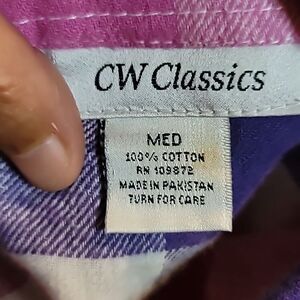 CW Classics
MED
100% COTTON
RN 109872
MADE IN PAKISTAN
TURN FOR CARE